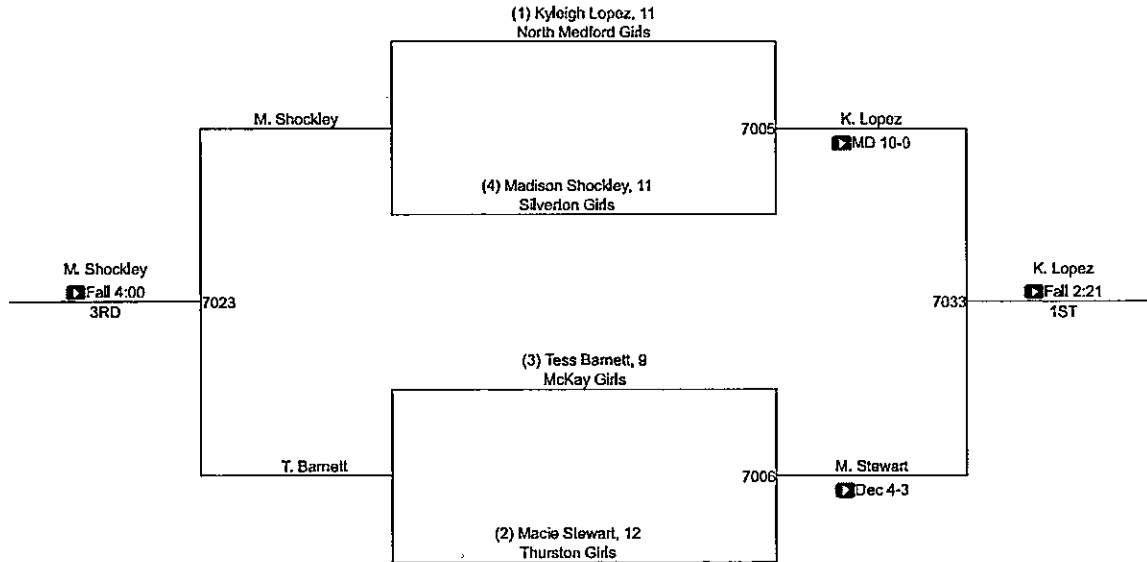 (1) Kyleigh Lopez, 11
North Medford Girls
M. Shockley
7005
K. Lopez
MD 10-0
(4) Madison Shockley, 11
Silverton Girls
M. Shockley
Fall 4:00
3RD
7023
7033
K. Lopez
Fall 2:21
1ST
(3) Tess Barnett, 9
McKay Girls
T. Barnett
7006
M. Stewart
Dec 4-3
(2) Macie Stewart, 12
Thurston Girls